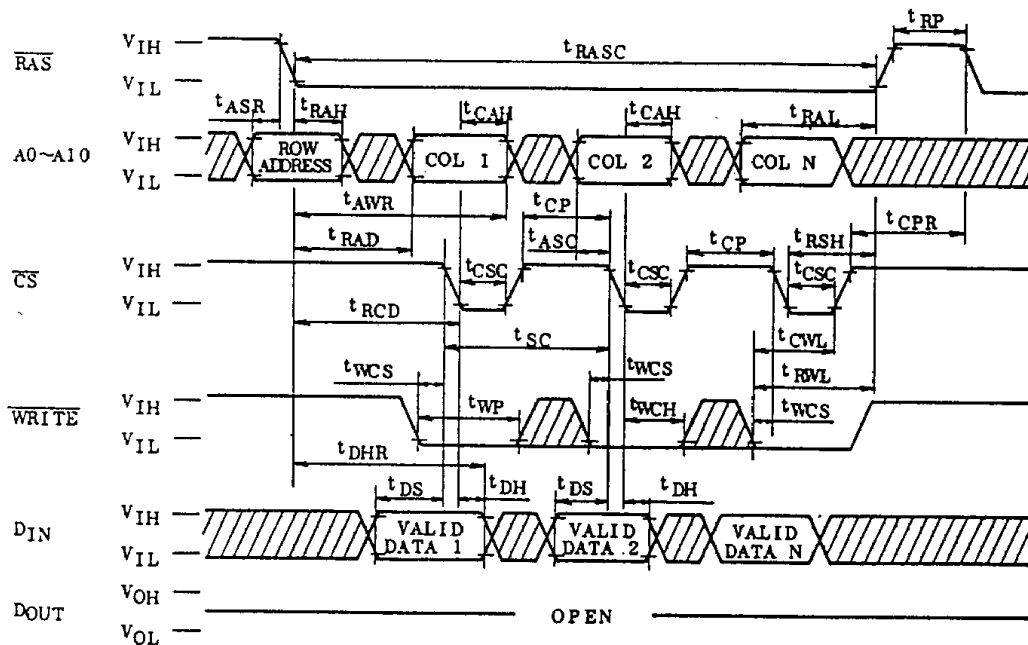 tRP
VIH
RAS
tRASC
VIL
tASR tRAH tCAH tCAH tRAL
A0~A10
VIH
ROW ADDRESS
COL 1
COL 2
COL N
VIL
tAWR tCP
tRAD tASC tCP tRSH tCPR
CS
VIH
tCSC tCSC tCSC
VIL
tRCD
tSC
tCWL
tWCS tWCS tRWL
WRITE
VIH
tWP tWCH tWCS
VIL
tDHR
tDS tDH tDS tDH
DIN
VIH
VALID DATA 1
VALID DATA 2
VALID DATA N
VIL
VOH
DOUT
OPEN
VOL